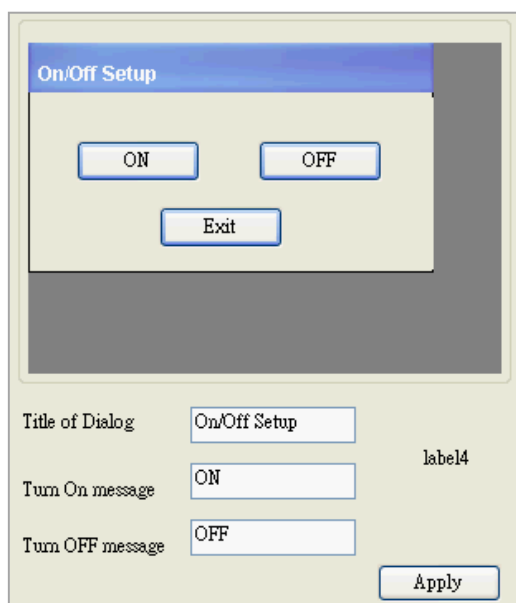 On/Off Setup
ON OFF
Exit
Title of Dialog On/Off Setup
label4
Turn On message ON
Turn OFF message OFF
Apply